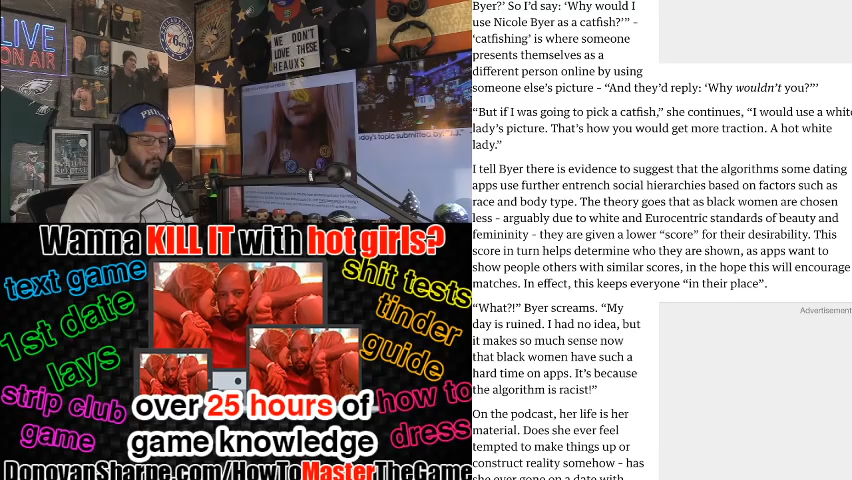 LIVE
ON AIR
76ers
WE DON'T
LOVE THESE
HEAUXS
day's topic submitted by
Wanna KILL IT with hot girls?
text game
1st date
lays
strip club
game
shit tests
tinder
guide
how to
dress
over 25 hours of
game knowledge
DonovanSharpe.com/HowToMasterTheGame
Byer?' So I'd say: 'Why would I
use Nicole Byer as a catfish?'” –
‘catfishing’ is where someone
presents themselves as a
different person online by using
someone else's picture – “And they'd reply: ‘Why wouldn't you?’”
“But if I was going to pick a catfish,” she continues, “I would use a white
lady's picture. That's how you would get more traction. A hot white
lady.”
I tell Byer there is evidence to suggest that the algorithms some dating
apps use further entrench social hierarchies based on factors such as
race and body type. The theory goes that as black women are chosen
less – arguably due to white and Eurocentric standards of beauty and
femininity – they are given a lower “score” for their desirability. This
score in turn helps determine who they are shown, as apps want to
show people others with similar scores, in the hope this will encourage
matches. In effect, this keeps everyone “in their place”.
“What?!” Byer screams. “My
day is ruined. I had no idea, but
it makes so much sense now
that black women have such a
hard time on apps. It's because
the algorithm is racist!”
Advertisement
On the podcast, her life is her
material. Does she ever feel
tempted to make things up or
construct reality somehow – has
she ever gone on a date with